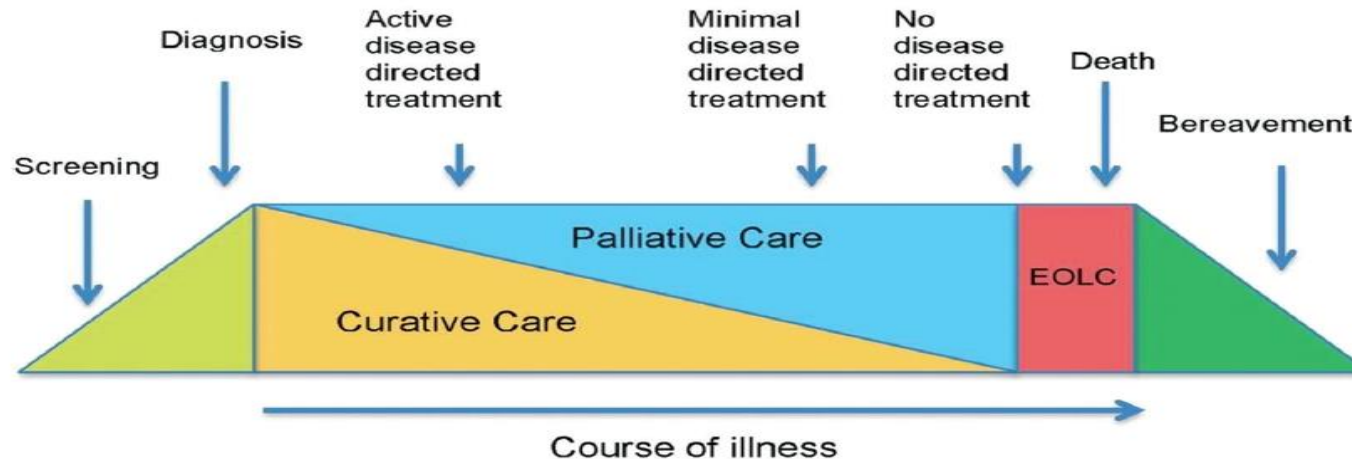 Screening
Diagnosis
Active
disease
directed
treatment
Minimal
disease
directed
treatment
No
disease
directed
treatment
Death
Bereavement
Palliative Care
Curative Care
EOLC
Course of illness